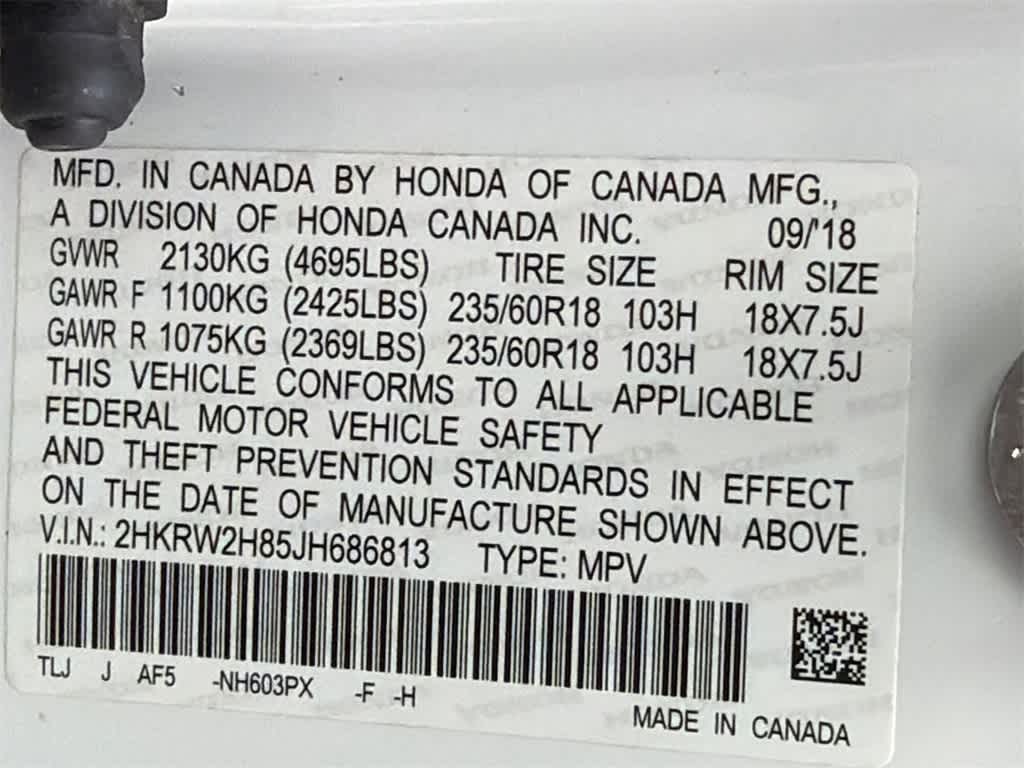 MFD. IN CANADA BY HONDA OF CANADA MFG.,
A DIVISION OF HONDA CANADA INC. 09/'18
GVWR 2130KG (4695LBS) TIRE SIZE RIM SIZE
GAWR F 1100KG (2425LBS) 235/60R18 103H 18X7.5J
GAWR R 1075KG (2369LBS) 235/60R18 103H 18X7.5J
THIS VEHICLE CONFORMS TO ALL APPLICABLE
FEDERAL MOTOR VEHICLE SAFETY
AND THEFT PREVENTION STANDARDS IN EFFECT
ON THE DATE OF MANUFACTURE SHOWN ABOVE.
V.I.N.: 2HKRW2H85JH686813 TYPE: MPV
TLJ J AF5 -NH603PX -F -H
MADE IN CANADA